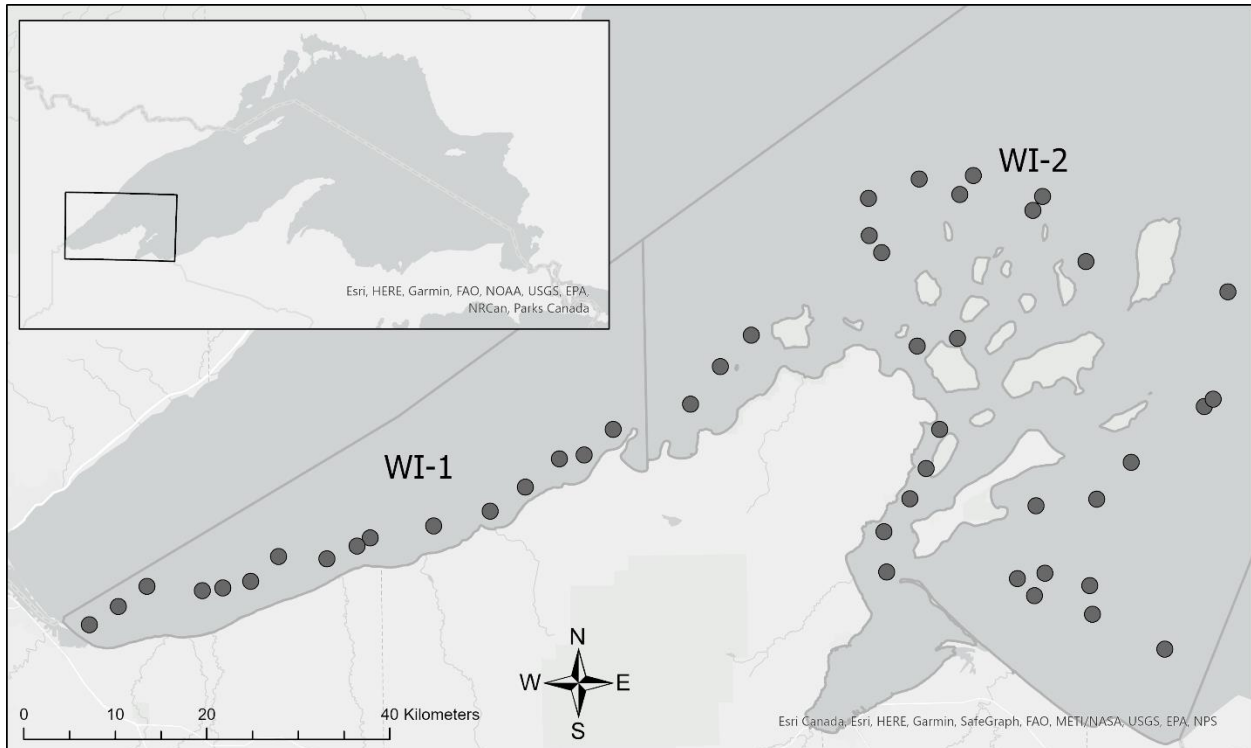 Esri, HERE, Garmin, FAO, NOAA, USGS, EPA,
NRCan, Parks Canada
WI-2
WI-1
N
W E
S
0 10 20 40 Kilometers
Esri Canada, Esri, HERE, Garmin, SafeGraph, FAO, METI/NASA, USGS, EPA, NPS